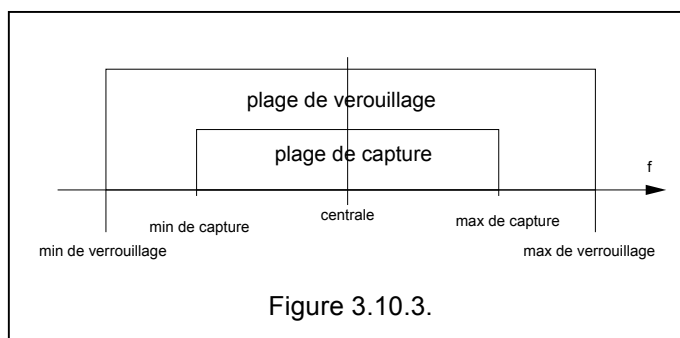 plage de verouillage
plage de capture
f
min de capture
centrale
max de capture
min de verrouillage
max de verrouillage
Figure 3.10.3.